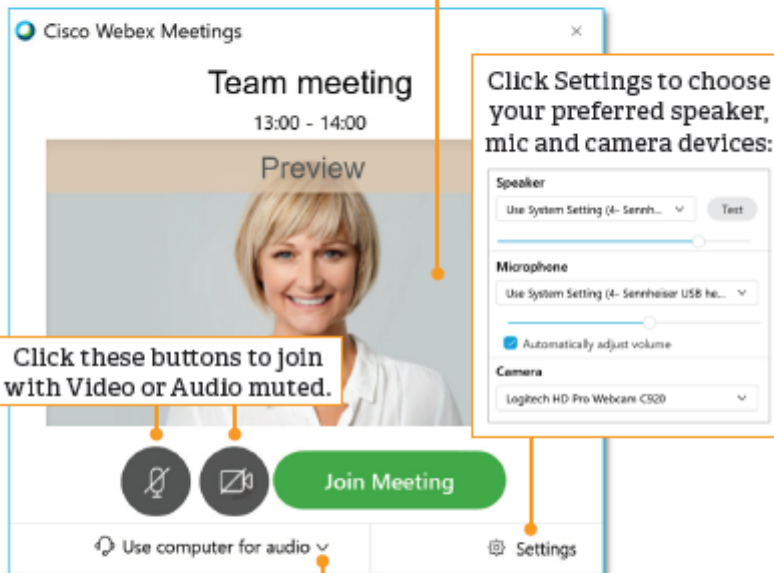 Cisco Webex Meetings
Team meeting
13:00 - 14:00
Preview
Click Settings to choose
your preferred speaker,
mic and camera devices:
Speaker
Use System Setting (4- Sennh...
Test
Microphone
Use System Setting (4- Sennheiser USB he...
Automatically adjust volume
Camera
Logitech HD Pro Webcam C920
Click these buttons to join
with Video or Audio muted.
Join Meeting
Use computer for audio
Settings